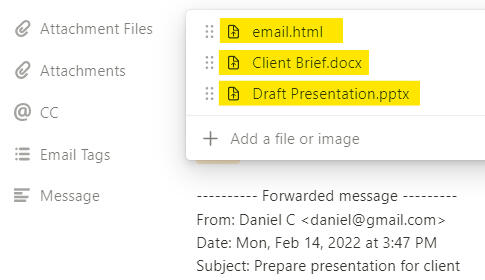 Attachment Files
email.html
Attachments
Client Brief.docx
Draft Presentation.pptx
@ CC
Add a file or image
Email Tags
Message
---------- Forwarded message ---------
From: Daniel C <daniel@gmail.com>
Date: Mon, Feb 14, 2022 at 3:47 PM
Subject: Prepare presentation for client